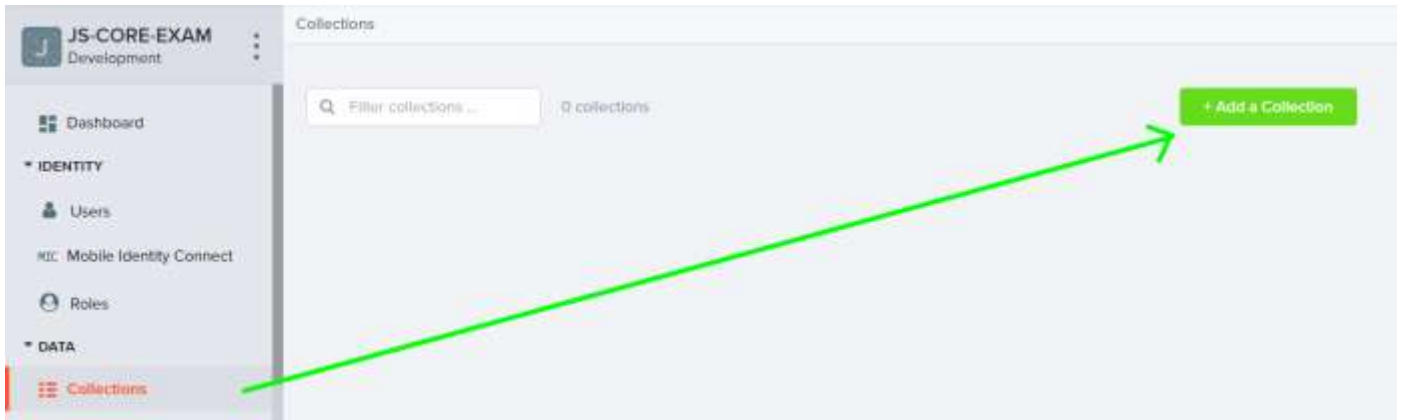 J
JS-CORE-EXAM
Development
Collections
Filter collections ...
0 collections
+ Add a Collection
Dashboard
IDENTITY
Users
MIC Mobile Identity Connect
Roles
DATA
Collections